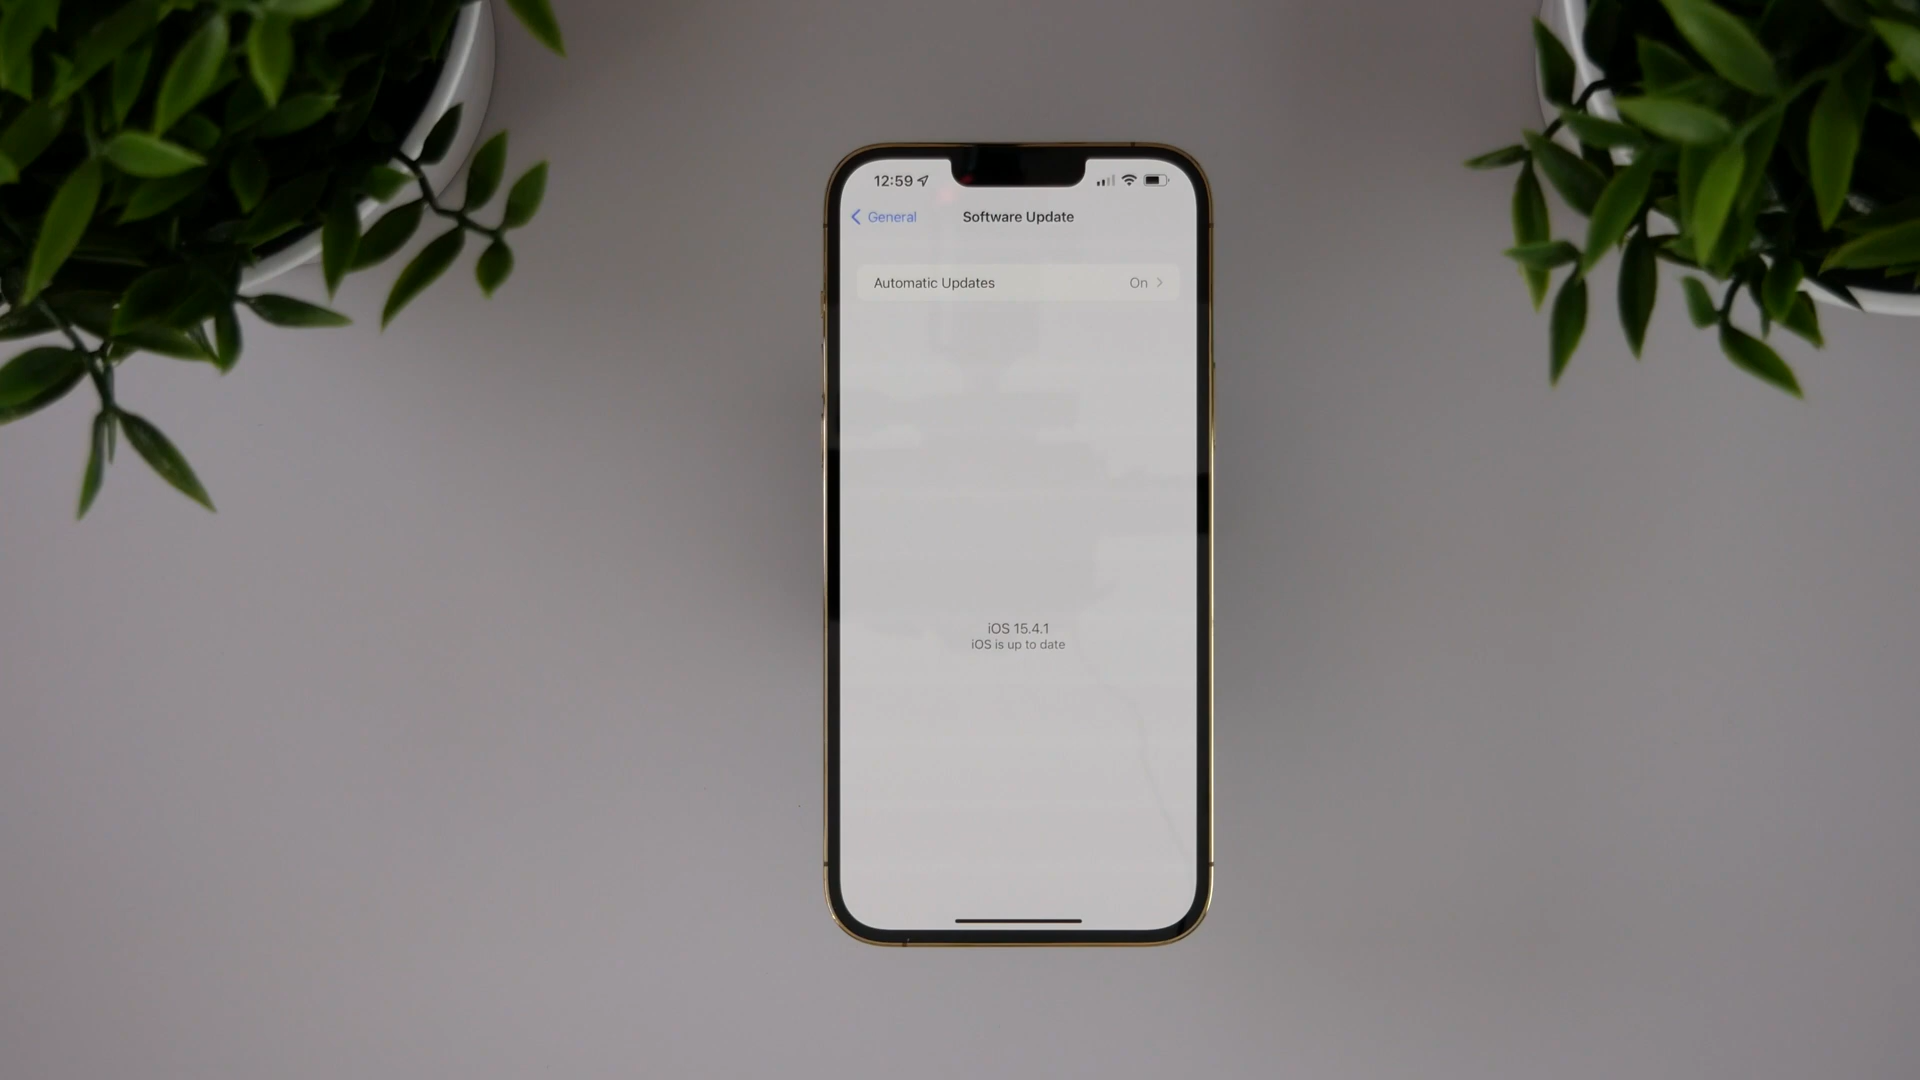 12:59
General
Software Update
Automatic Updates On
iOS 15.4.1
iOS is up to date